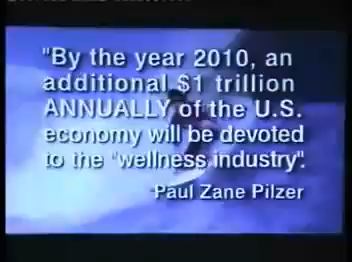 "By the year 2010, an
additional $1 trillion
ANNUALLY of the U.S.
economy will be devoted
to the "wellness industry".
Paul Zane Pilzer